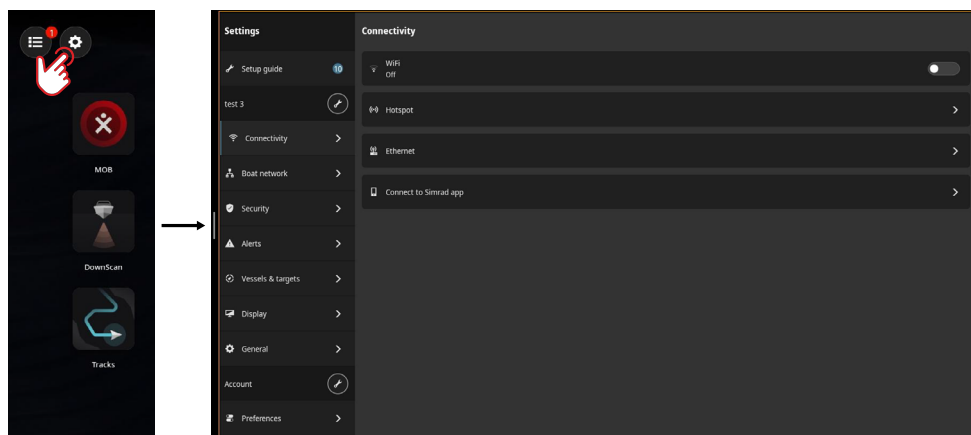 1
MOB
DownScan
Tracks
Settings
Setup guide 10
test 3
Connectivity
Boat network
Security
Alerts
Vessels & targets
Display
General
Account
Preferences
Connectivity
WiFi
Off
Hotspot
Ethernet
Connect to Simrad app